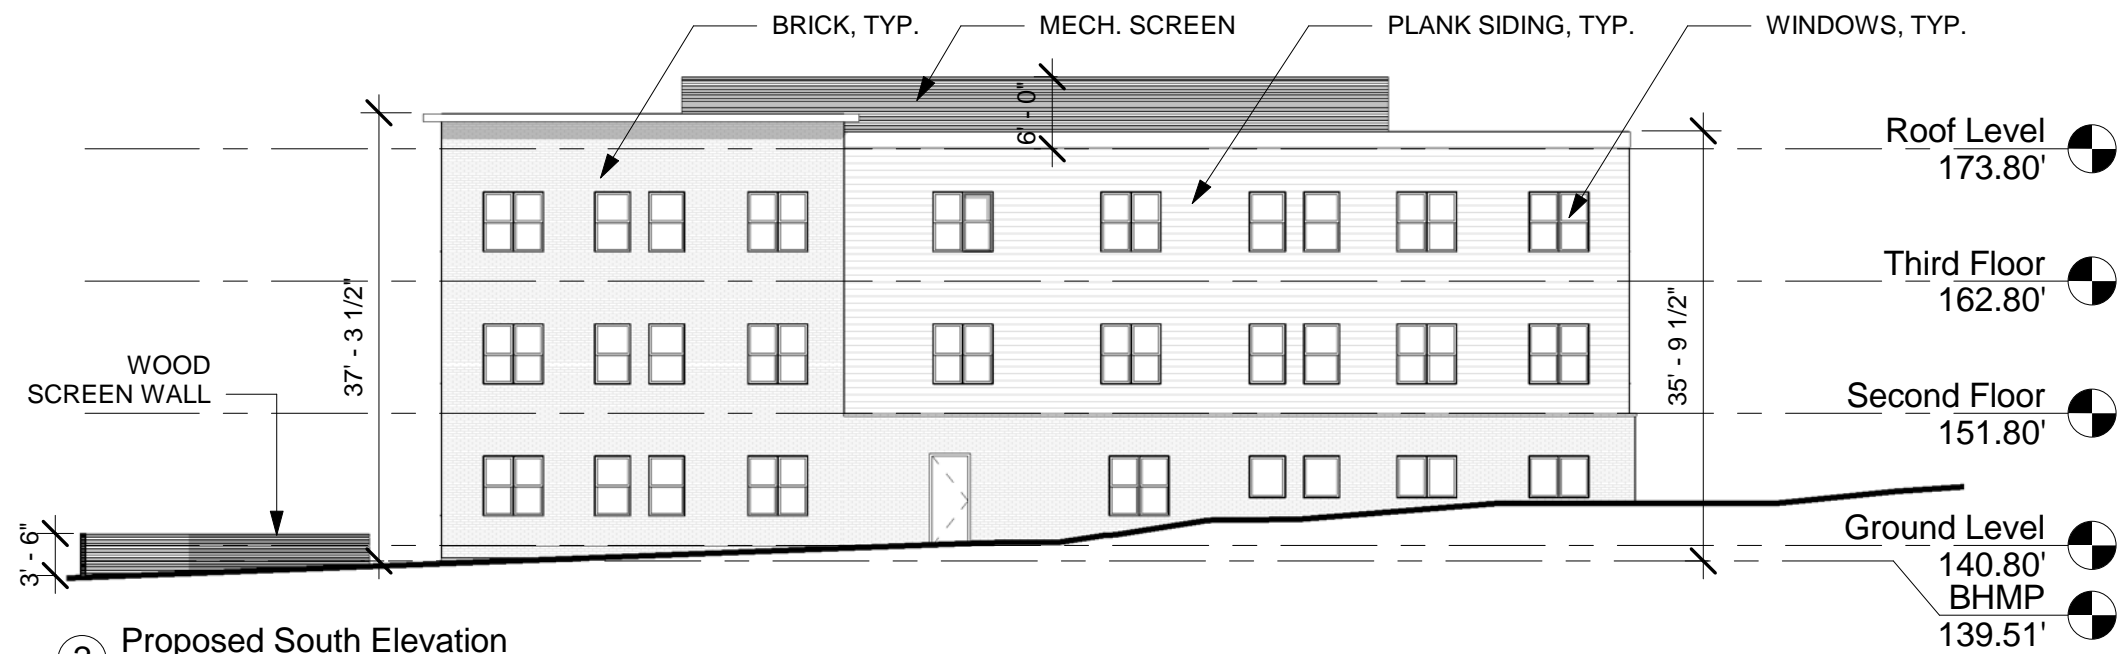 BRICK, TYP.
MECH. SCREEN
PLANK SIDING, TYP.
WINDOWS, TYP.
6' - 0"
Roof Level
173.80'
Third Floor
162.80'
37' - 3 1/2"
35' - 9 1/2"
WOOD
SCREEN WALL
Second Floor
151.80'
3' - 6"
Ground Level
140.80'
BHMP
139.51'
Proposed South Elevation